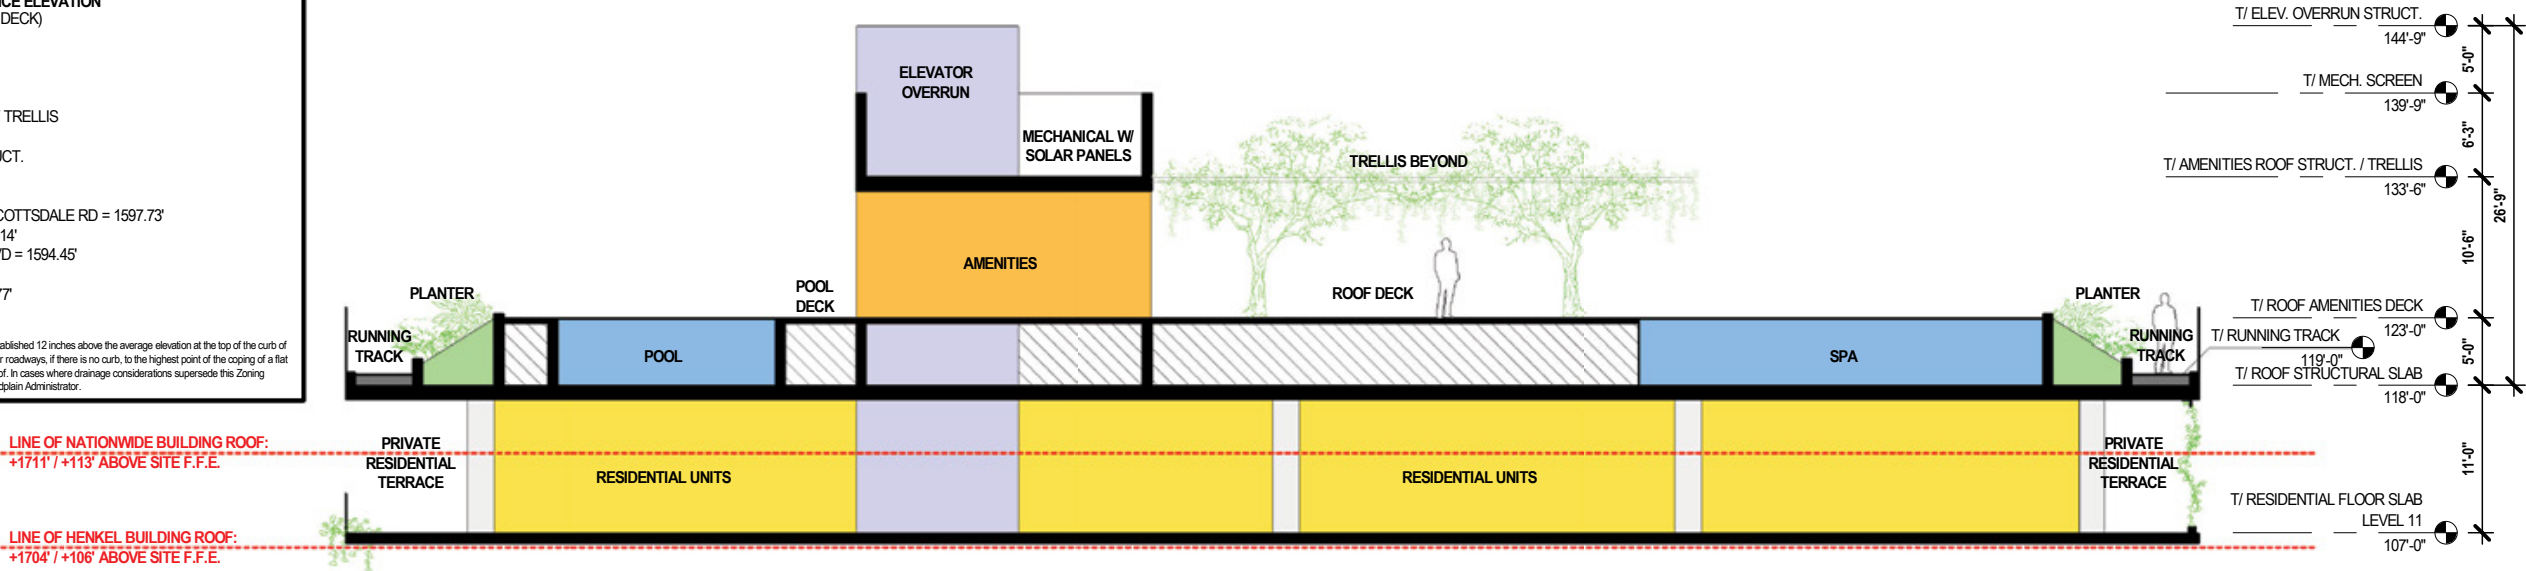 DECK)
TRELLIS
COTTSDALE RD = 1597.73'
= 1594.45'
ablished 12 inches above the average elevation at the top of the curb of
r roadways, if there is no curb, to the highest point of the coping of a flat
of. In cases where drainage considerations supersede this Zoning
dplain Administrator.
LINE OF NATIONWIDE BUILDING ROOF:
+1711' / +113' ABOVE SITE F.F.E.
LINE OF HENKEL BUILDING ROOF:
+1704' / +106' ABOVE SITE F.F.E.
ELEVATOR
OVERRUN
MECHANICAL W/
SOLAR PANELS
TRELLIS BEYOND
AMENITIES
PLANTER
POOL
DECK
ROOF DECK
PLANTER
RUNNING
TRACK
POOL
SPA
RUNNING
TRACK
PRIVATE
RESIDENTIAL
TERRACE
RESIDENTIAL UNITS
RESIDENTIAL UNITS
PRIVATE
RESIDENTIAL
TERRACE
T/ ELEV. OVERRUN STRUCT.
144'-9"
5'-0"
T/ MECH. SCREEN
139'-9"
6'-3"
T/ AMENITIES ROOF STRUCT. / TRELLIS
133'-6"
26'-9"
10'-6"
T/ ROOF AMENITIES DECK
123'-0"
T/ RUNNING TRACK
119'-0"
5'-0"
T/ ROOF STRUCTURAL SLAB
118'-0"
11'-0"
T/ RESIDENTIAL FLOOR SLAB
LEVEL 11
107'-0"